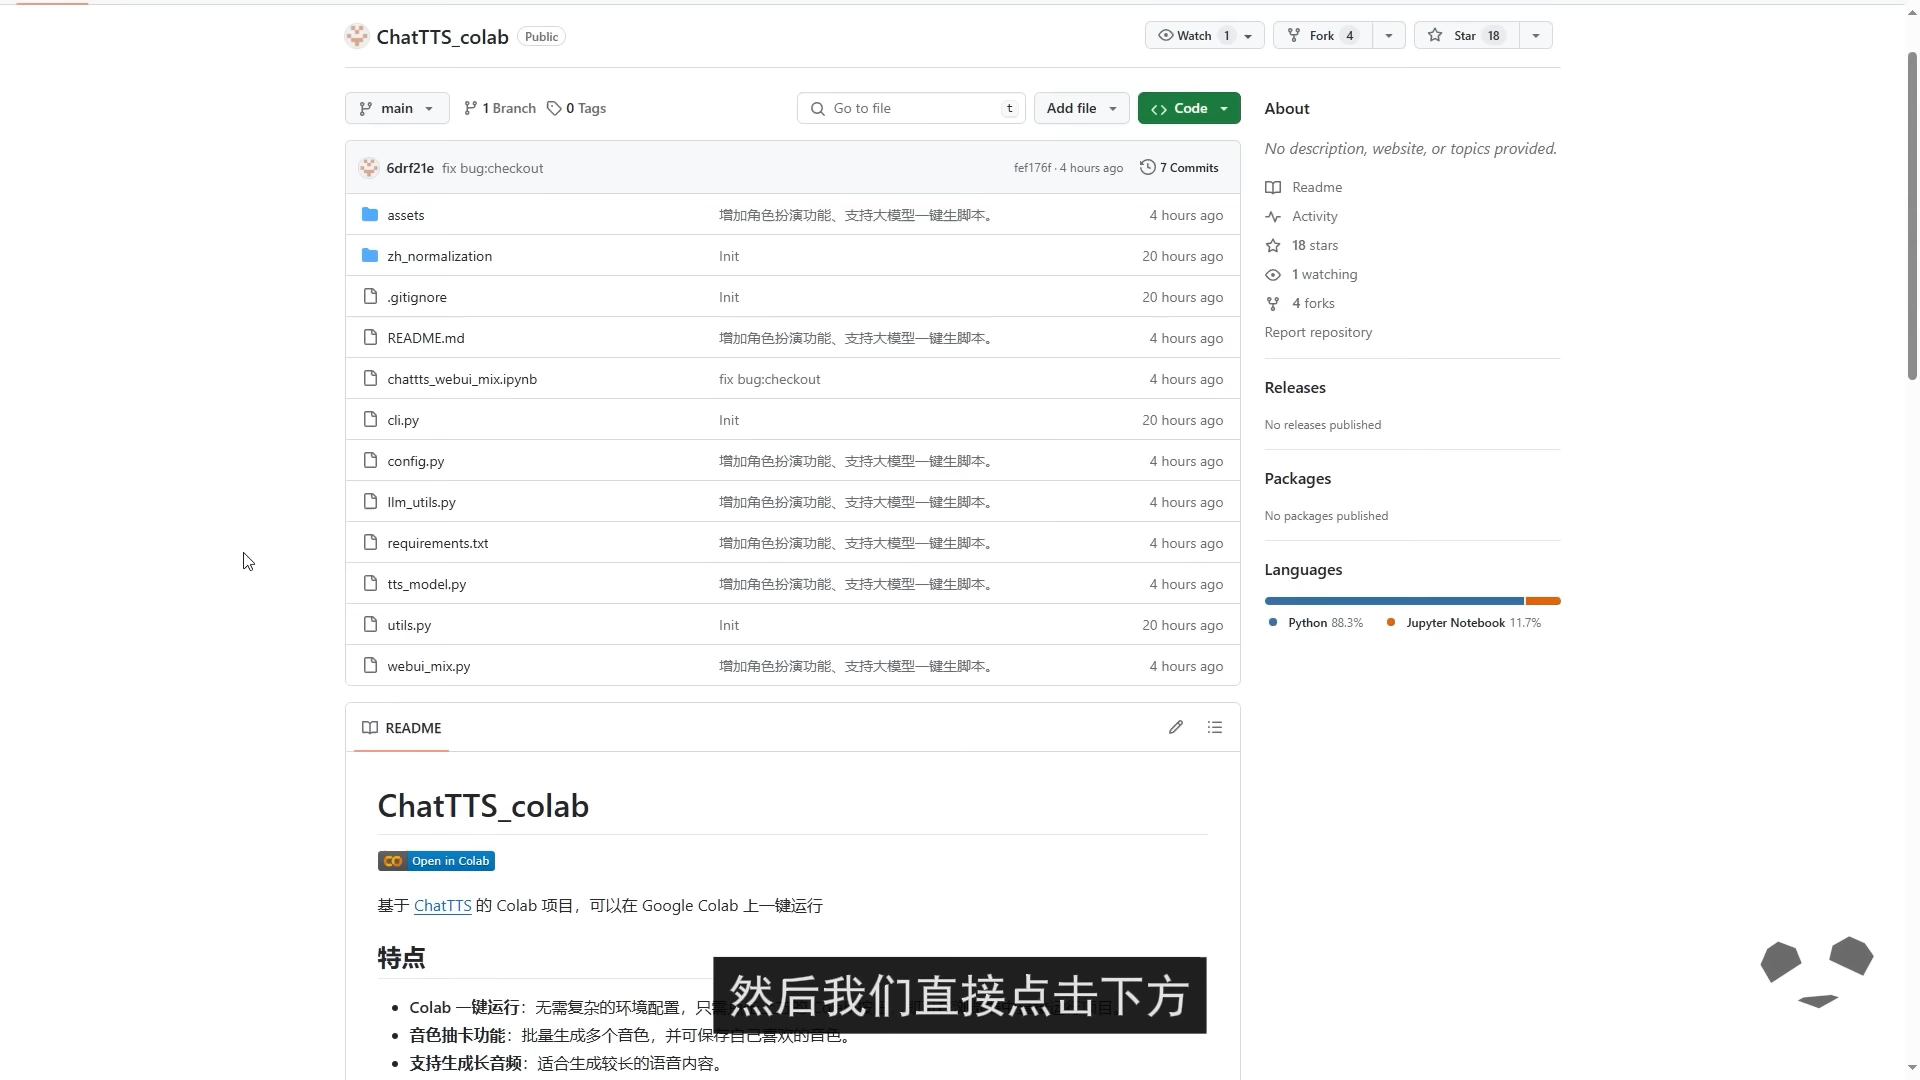 ChatTTS_colab Public
Watch 1 Fork 4 Star 18
main 1 Branch 0 Tags Go to file t Add file Code
6drf21e fix bug:checkout fef176f · 4 hours ago 7 Commits
assets 增加角色扮演功能、支持大模型一键生脚本。 4 hours ago
zh_normalization Init 20 hours ago
.gitignore Init 20 hours ago
README.md 增加角色扮演功能、支持大模型一键生脚本。 4 hours ago
chattts_webui_mix.ipynb fix bug:checkout 4 hours ago
cli.py Init 20 hours ago
config.py 增加角色扮演功能、支持大模型一键生脚本。 4 hours ago
llm_utils.py 增加角色扮演功能、支持大模型一键生脚本。 4 hours ago
requirements.txt 增加角色扮演功能、支持大模型一键生脚本。 4 hours ago
tts_model.py 增加角色扮演功能、支持大模型一键生脚本。 4 hours ago
utils.py Init 20 hours ago
webui_mix.py 增加角色扮演功能、支持大模型一键生脚本。 4 hours ago
About
No description, website, or topics provided.
Readme
Activity
18 stars
1 watching
4 forks
Report repository
Releases
No releases published
Packages
No packages published
Languages
Python 88.3% Jupyter Notebook 11.7%
README
ChatTTS_colab
Open in Colab
基于 ChatTTS 的 Colab 项目，可以在 Google Colab 上一键运行
特点
Colab 一键运行：无需复杂的环境配置，只需
音色抽卡功能：批量生成多个音色，并可保存自己喜欢的音色。
支持生成长音频：适合生成较长的语音内容。
然后我们直接点击下方